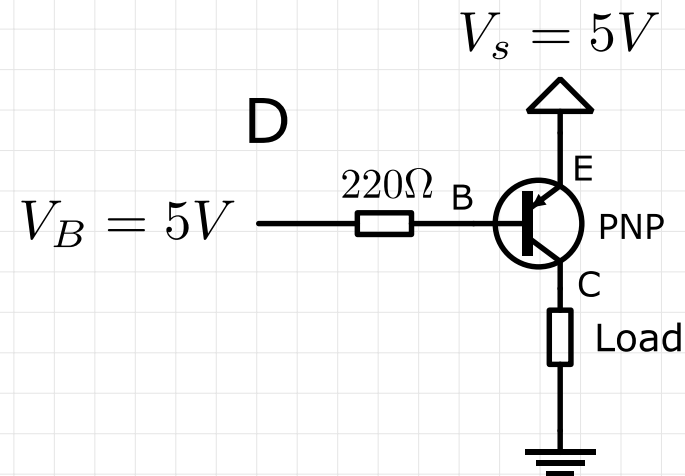 V_s = 5V
D
220Ω
B
E
V_B = 5V
PNP
C
Load